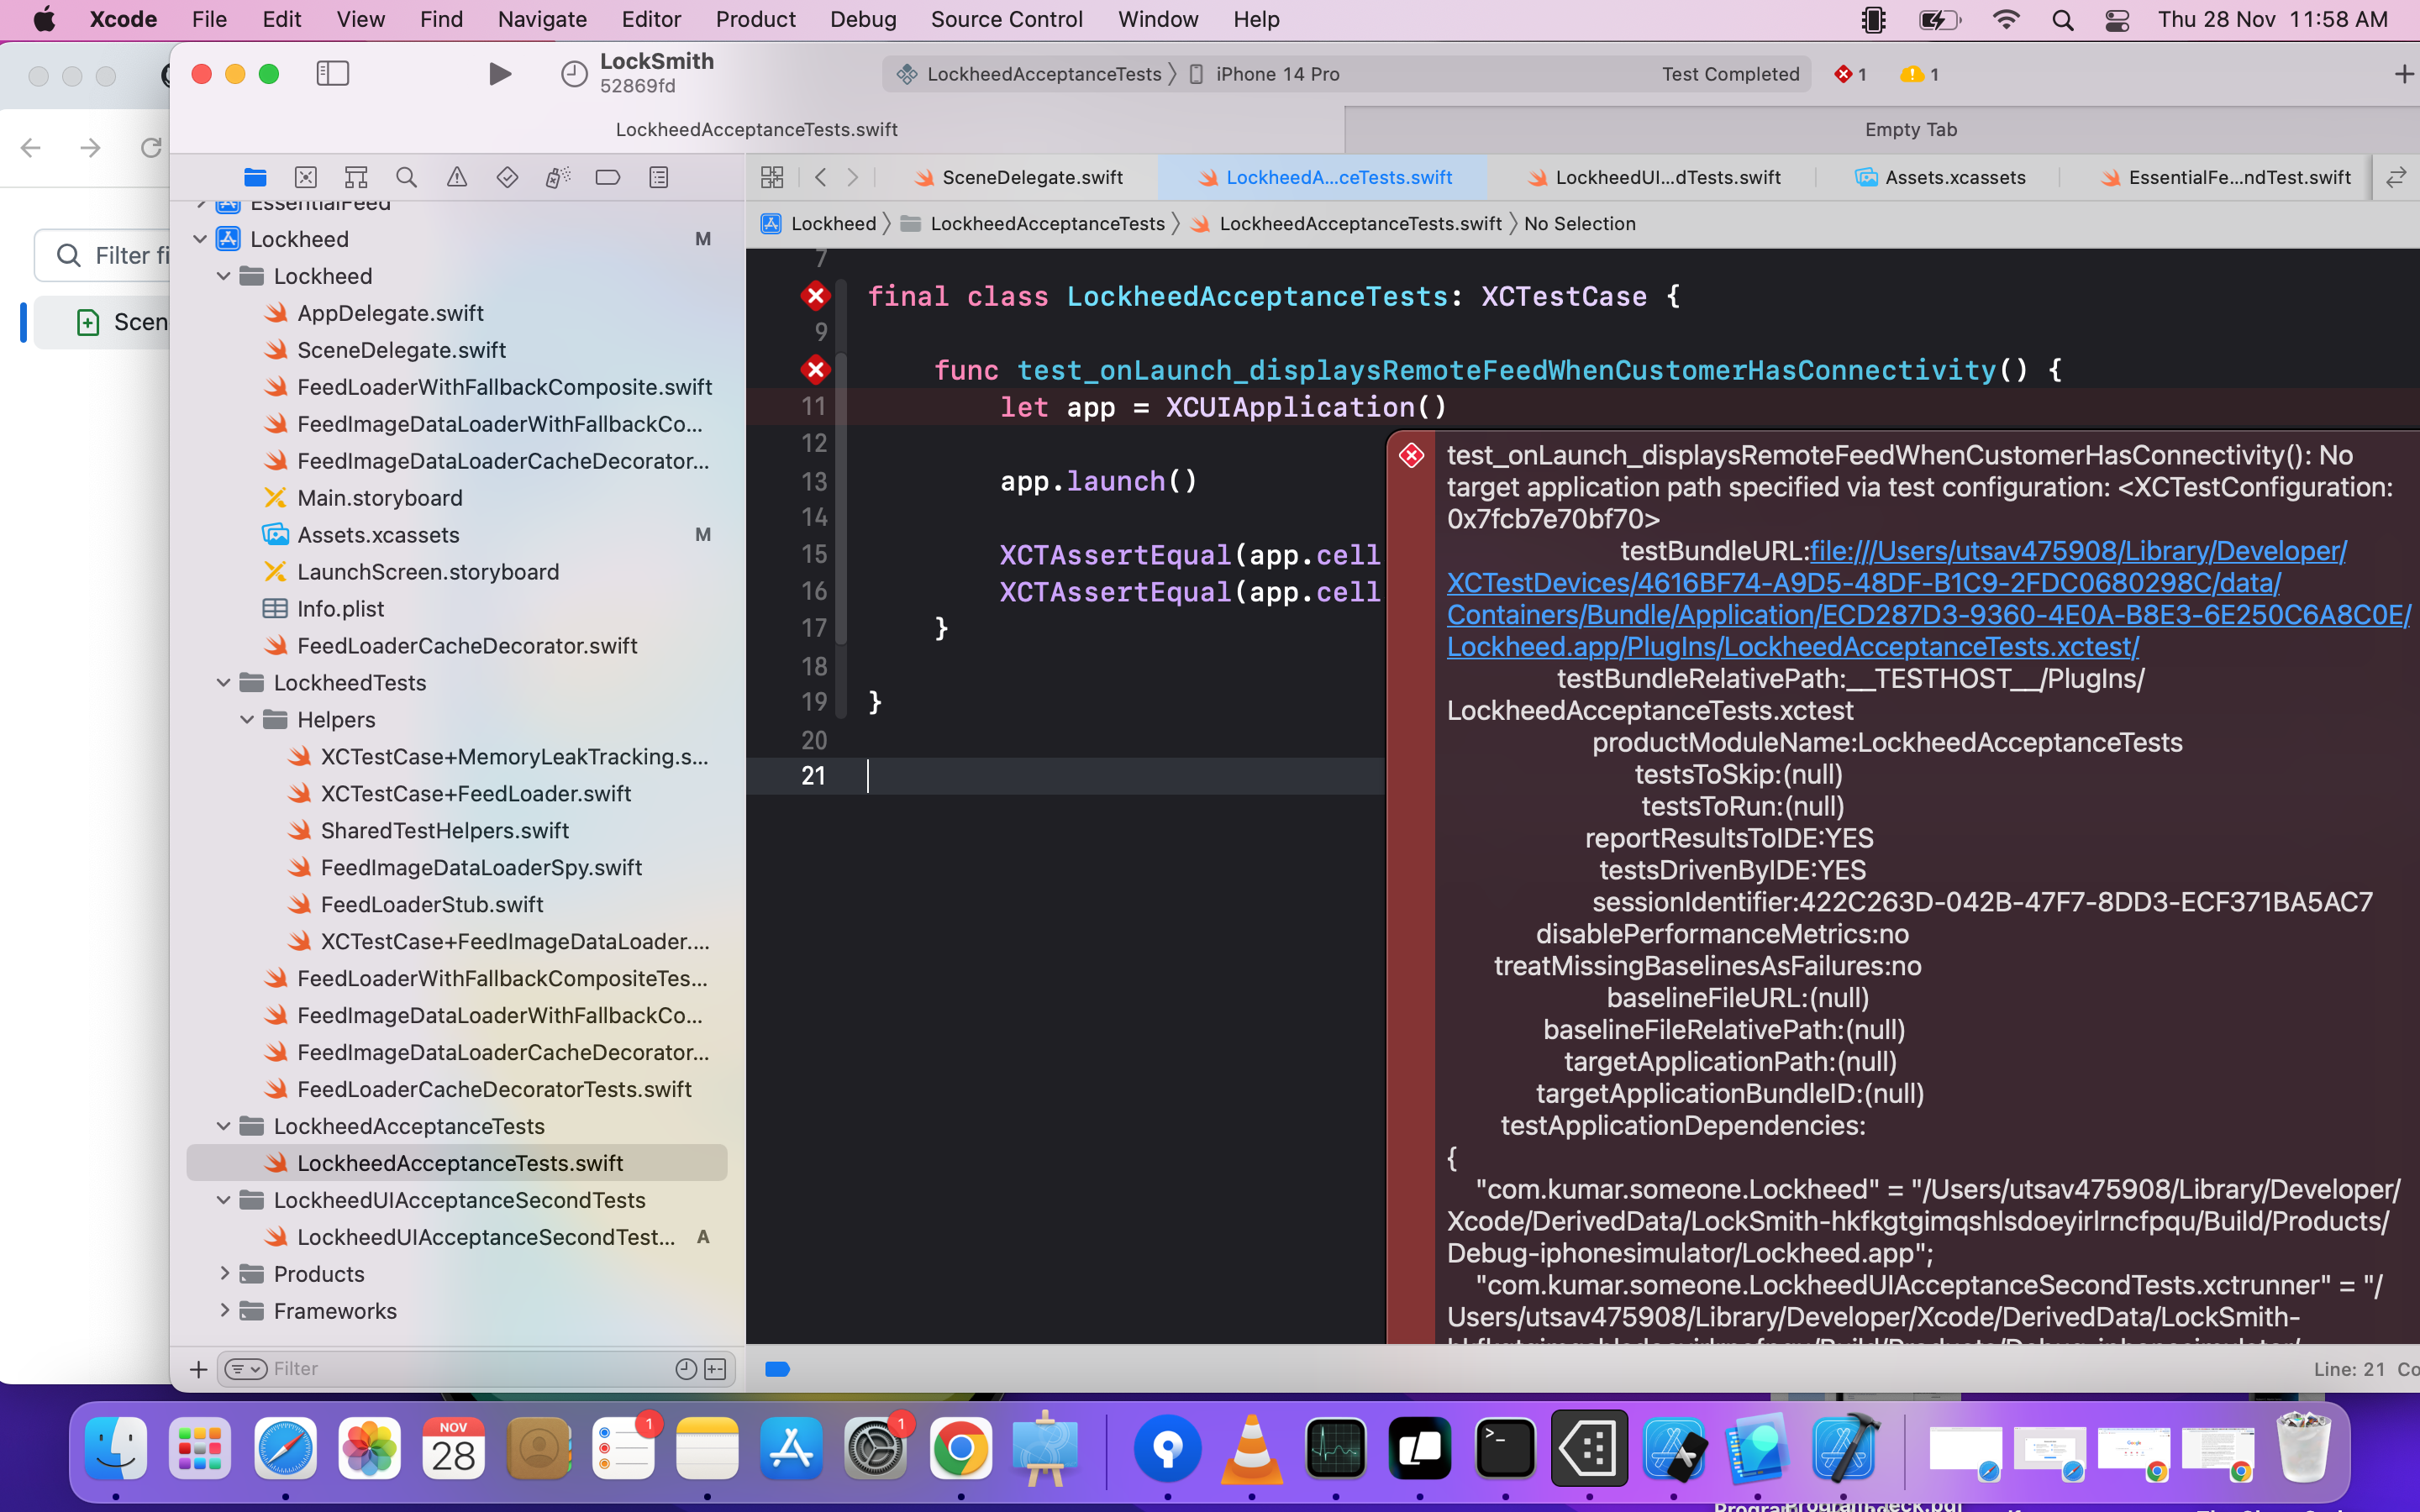 Xcode File Edit View Find Navigate Editor Product Debug Source Control Window Help Thu 28 Nov 11:58 AM
LockSmith
52869fd
LockheedAcceptanceTests iPhone 14 Pro Test Completed 1 1
LockheedAcceptanceTests.swift Empty Tab
SceneDelegate.swift LockheedA...ceTests.swift LockheedUI...dTests.swift Assets.xcassets EssentialFe...ndTest.swift
Lockheed LockheedAcceptanceTests LockheedAcceptanceTests.swift No Selection
Filter fi
Scen
EssentialFeed
Lockheed M
Lockheed
AppDelegate.swift
SceneDelegate.swift
FeedLoaderWithFallbackComposite.swift
FeedImageDataLoaderWithFallbackCo...
FeedImageDataLoaderCacheDecorator...
Main.storyboard
Assets.xcassets M
LaunchScreen.storyboard
Info.plist
FeedLoaderCacheDecorator.swift
LockheedTests
Helpers
XCTestCase+MemoryLeakTracking.s...
XCTestCase+FeedLoader.swift
SharedTestHelpers.swift
FeedImageDataLoaderSpy.swift
FeedLoaderStub.swift
XCTestCase+FeedImageDataLoader....
FeedLoaderWithFallbackCompositeTes...
FeedImageDataLoaderWithFallbackCo...
FeedImageDataLoaderCacheDecorator...
FeedLoaderCacheDecoratorTests.swift
LockheedAcceptanceTests
LockheedAcceptanceTests.swift
LockheedUIAcceptanceSecondTests
LockheedUIAcceptanceSecondTest... A
Products
Frameworks
Filter
7
final class LockheedAcceptanceTests: XCTestCase {
9
func test_onLaunch_displaysRemoteFeedWhenCustomerHasConnectivity() {
11 let app = XCUIApplication()
12
13 app.launch()
14
15 XCTAssertEqual(app.cell
16 XCTAssertEqual(app.cell
17 }
18
19 }
20
21
test_onLaunch_displaysRemoteFeedWhenCustomerHasConnectivity(): No
target application path specified via test configuration: <XCTestConfiguration:
0x7fcb7e70bf70>
testBundleURL:file:///Users/utsav475908/Library/Developer/
XCTestDevices/4616BF74-A9D5-48DF-B1C9-2FDC0680298C/data/
Containers/Bundle/Application/ECD287D3-9360-4E0A-B8E3-6E250C6A8C0E/
Lockheed.app/PlugIns/LockheedAcceptanceTests.xctest/
testBundleRelativePath:__TESTHOST__/PlugIns/
LockheedAcceptanceTests.xctest
productModuleName:LockheedAcceptanceTests
testsToSkip:(null)
testsToRun:(null)
reportResultsToIDE:YES
testsDrivenByIDE:YES
sessionIdentifier:422C263D-042B-47F7-8DD3-ECF371BA5AC7
disablePerformanceMetrics:no
treatMissingBaselinesAsFailures:no
baselineFileURL:(null)
baselineFileRelativePath:(null)
targetApplicationPath:(null)
targetApplicationBundleID:(null)
testApplicationDependencies:
{
"com.kumar.someone.Lockheed" = "/Users/utsav475908/Library/Developer/
Xcode/DerivedData/LockSmith-hkfkgtgimqshlsdoeyirlrncfpqu/Build/Products/
Debug-iphonesimulator/Lockheed.app";
"com.kumar.someone.LockheedUIAcceptanceSecondTests.xctrunner" = "/
Users/utsav475908/Library/Developer/Xcode/DerivedData/LockSmith-
Line: 21 Co
NOV
28
1
1